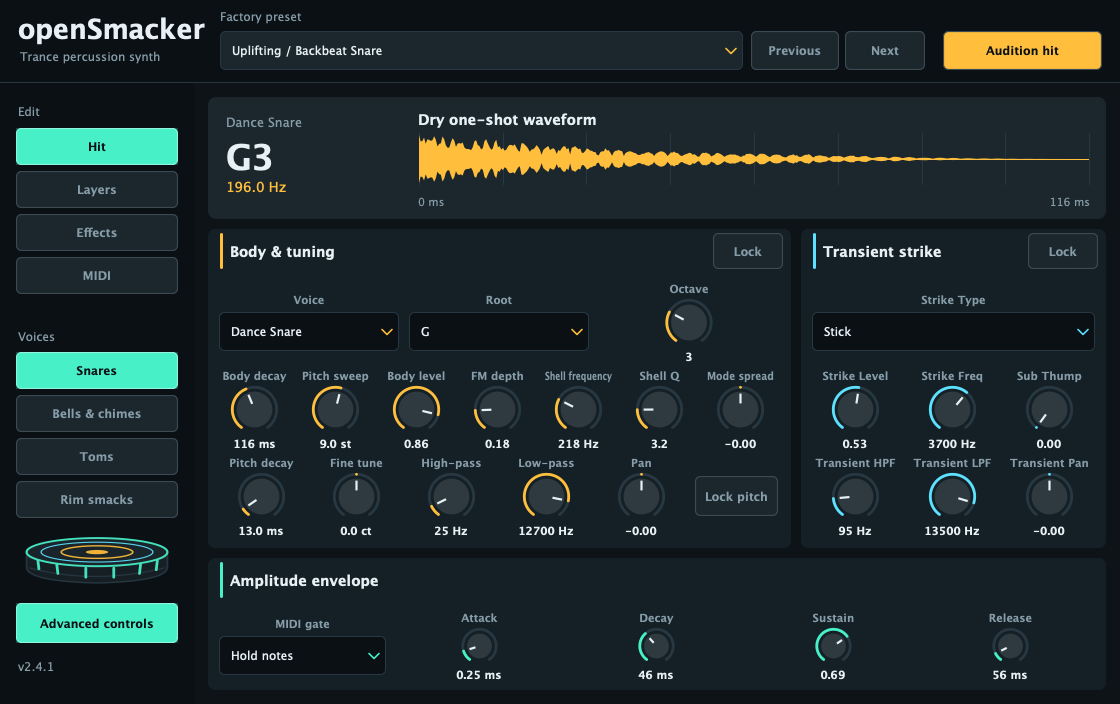 openSmacker
Trance percussion synth
Factory preset
Uplifting / Backbeat Snare
Previous
Next
Audition hit
Edit
Hit
Layers
Effects
MIDI
Voices
Snares
Bells & chimes
Toms
Rim smacks
Advanced controls
v2.4.1
Dance Snare
G3
196.0 Hz
Dry one-shot waveform
0 ms
116 ms
Body & tuning
Lock
Voice
Root
Octave
Dance Snare
G
3
Body decay
Pitch sweep
Body level
FM depth
Shell frequency
Shell Q
Mode spread
116 ms
9.0 st
0.86
0.18
218 Hz
3.2
-0.00
Pitch decay
Fine tune
High-pass
Low-pass
Pan
13.0 ms
0.0 ct
25 Hz
12700 Hz
-0.00
Lock pitch
Transient strike
Lock
Strike Type
Stick
Strike Level
Strike Freq
Sub Thump
0.53
3700 Hz
0.00
Transient HPF
Transient LPF
Transient Pan
95 Hz
13500 Hz
-0.00
Amplitude envelope
MIDI gate
Hold notes
Attack
Decay
Sustain
Release
0.25 ms
46 ms
0.69
56 ms